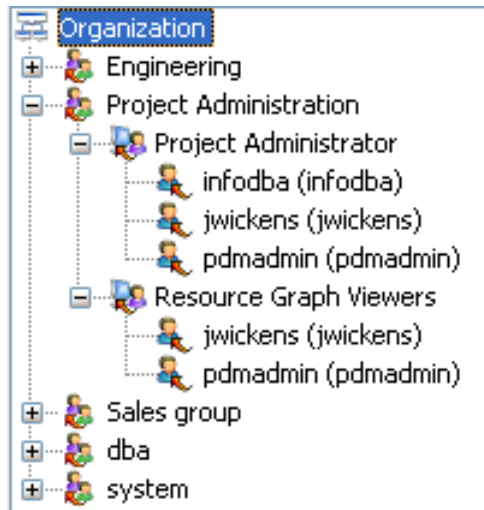 Organization
Engineering
Project Administration
Project Administrator
infodba (infodba)
jwickens (jwickens)
pdmadmin (pdmadmin)
Resource Graph Viewers
jwickens (jwickens)
pdmadmin (pdmadmin)
Sales group
dba
system